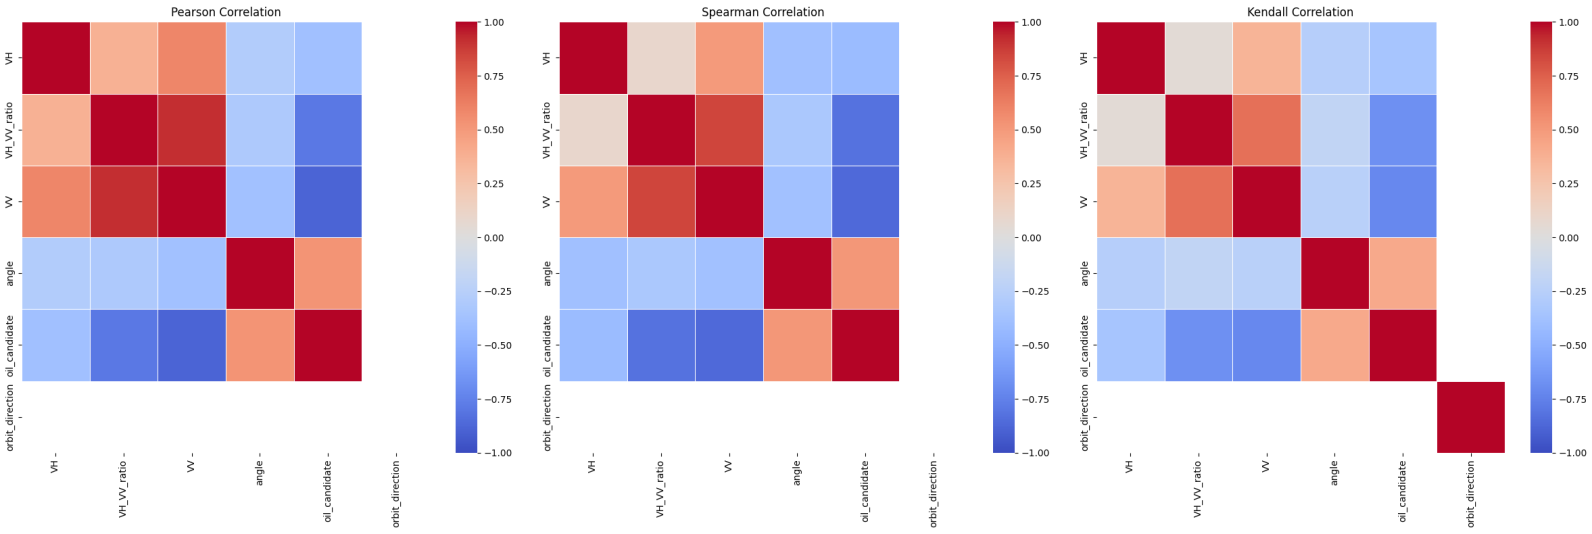 Pearson Correlation
VH
VH_VV_ratio
VV
angle
oil_candidate
orbit_direction
VH
VH_VV_ratio
VV
angle
oil_candidate
orbit_direction
1.00
0.75
0.50
0.25
0.00
−0.25
−0.50
−0.75
−1.00
Spearman Correlation
VH
VH_VV_ratio
VV
angle
oil_candidate
orbit_direction
VH
VH_VV_ratio
VV
angle
oil_candidate
orbit_direction
1.00
0.75
0.50
0.25
0.00
−0.25
−0.50
−0.75
−1.00
Kendall Correlation
VH
VH_VV_ratio
VV
angle
oil_candidate
orbit_direction
VH
VH_VV_ratio
VV
angle
oil_candidate
orbit_direction
1.00
0.75
0.50
0.25
0.00
−0.25
−0.50
−0.75
−1.00